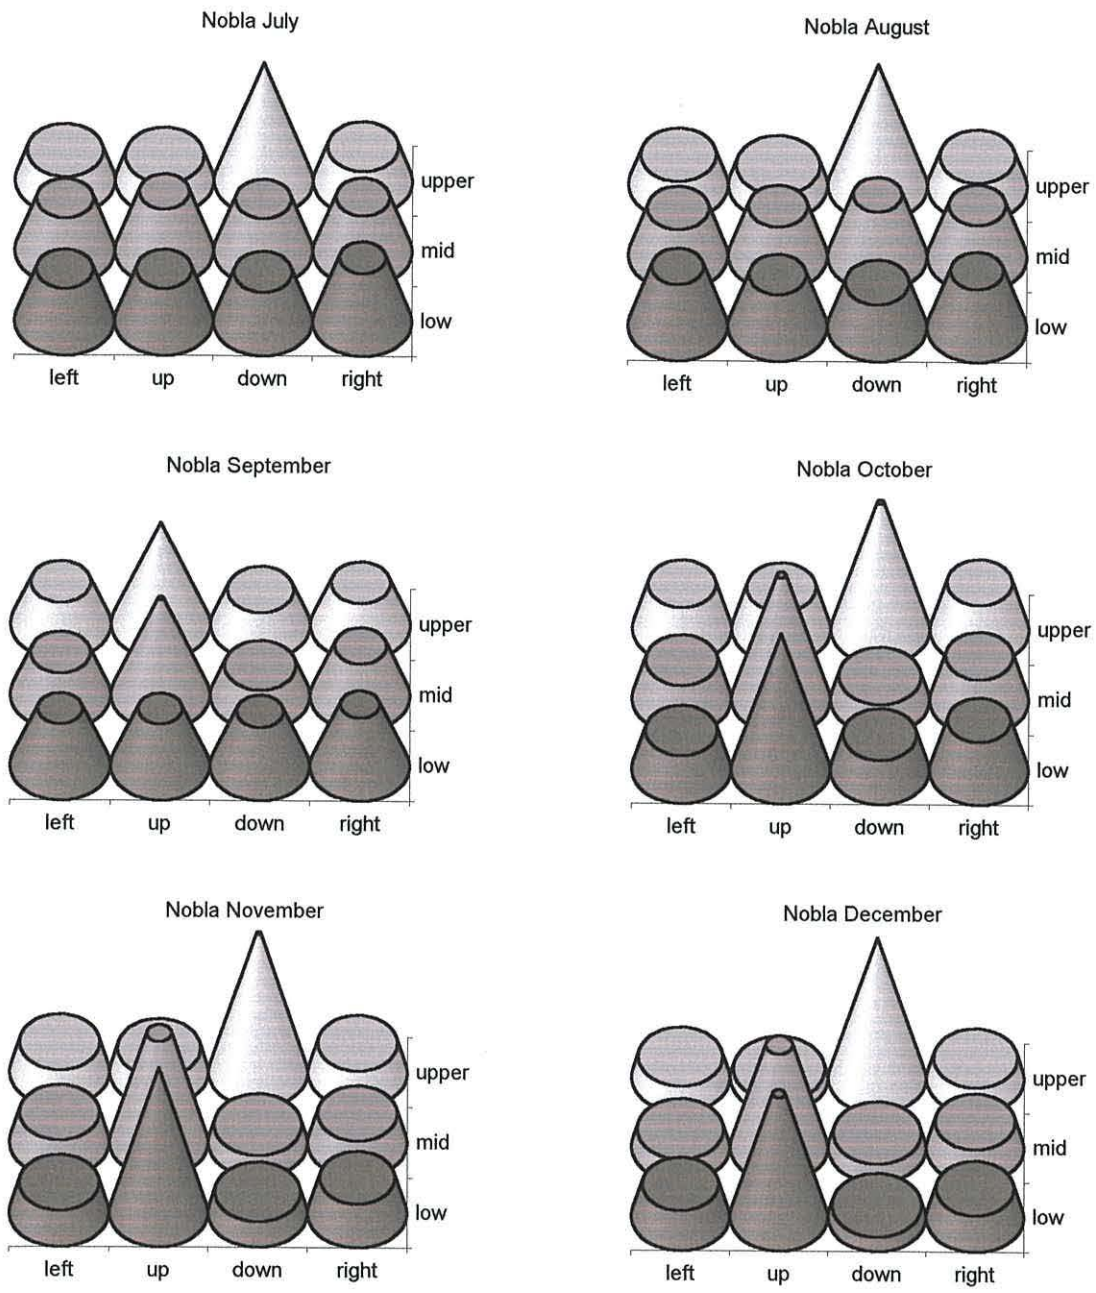 Nobla July
upper
mid
low
left up down right
Nobla August
upper
mid
low
left up down right
Nobla September
upper
mid
low
left up down right
Nobla October
upper
mid
low
left up down right
Nobla November
upper
mid
low
left up down right
Nobla December
upper
mid
low
left up down right